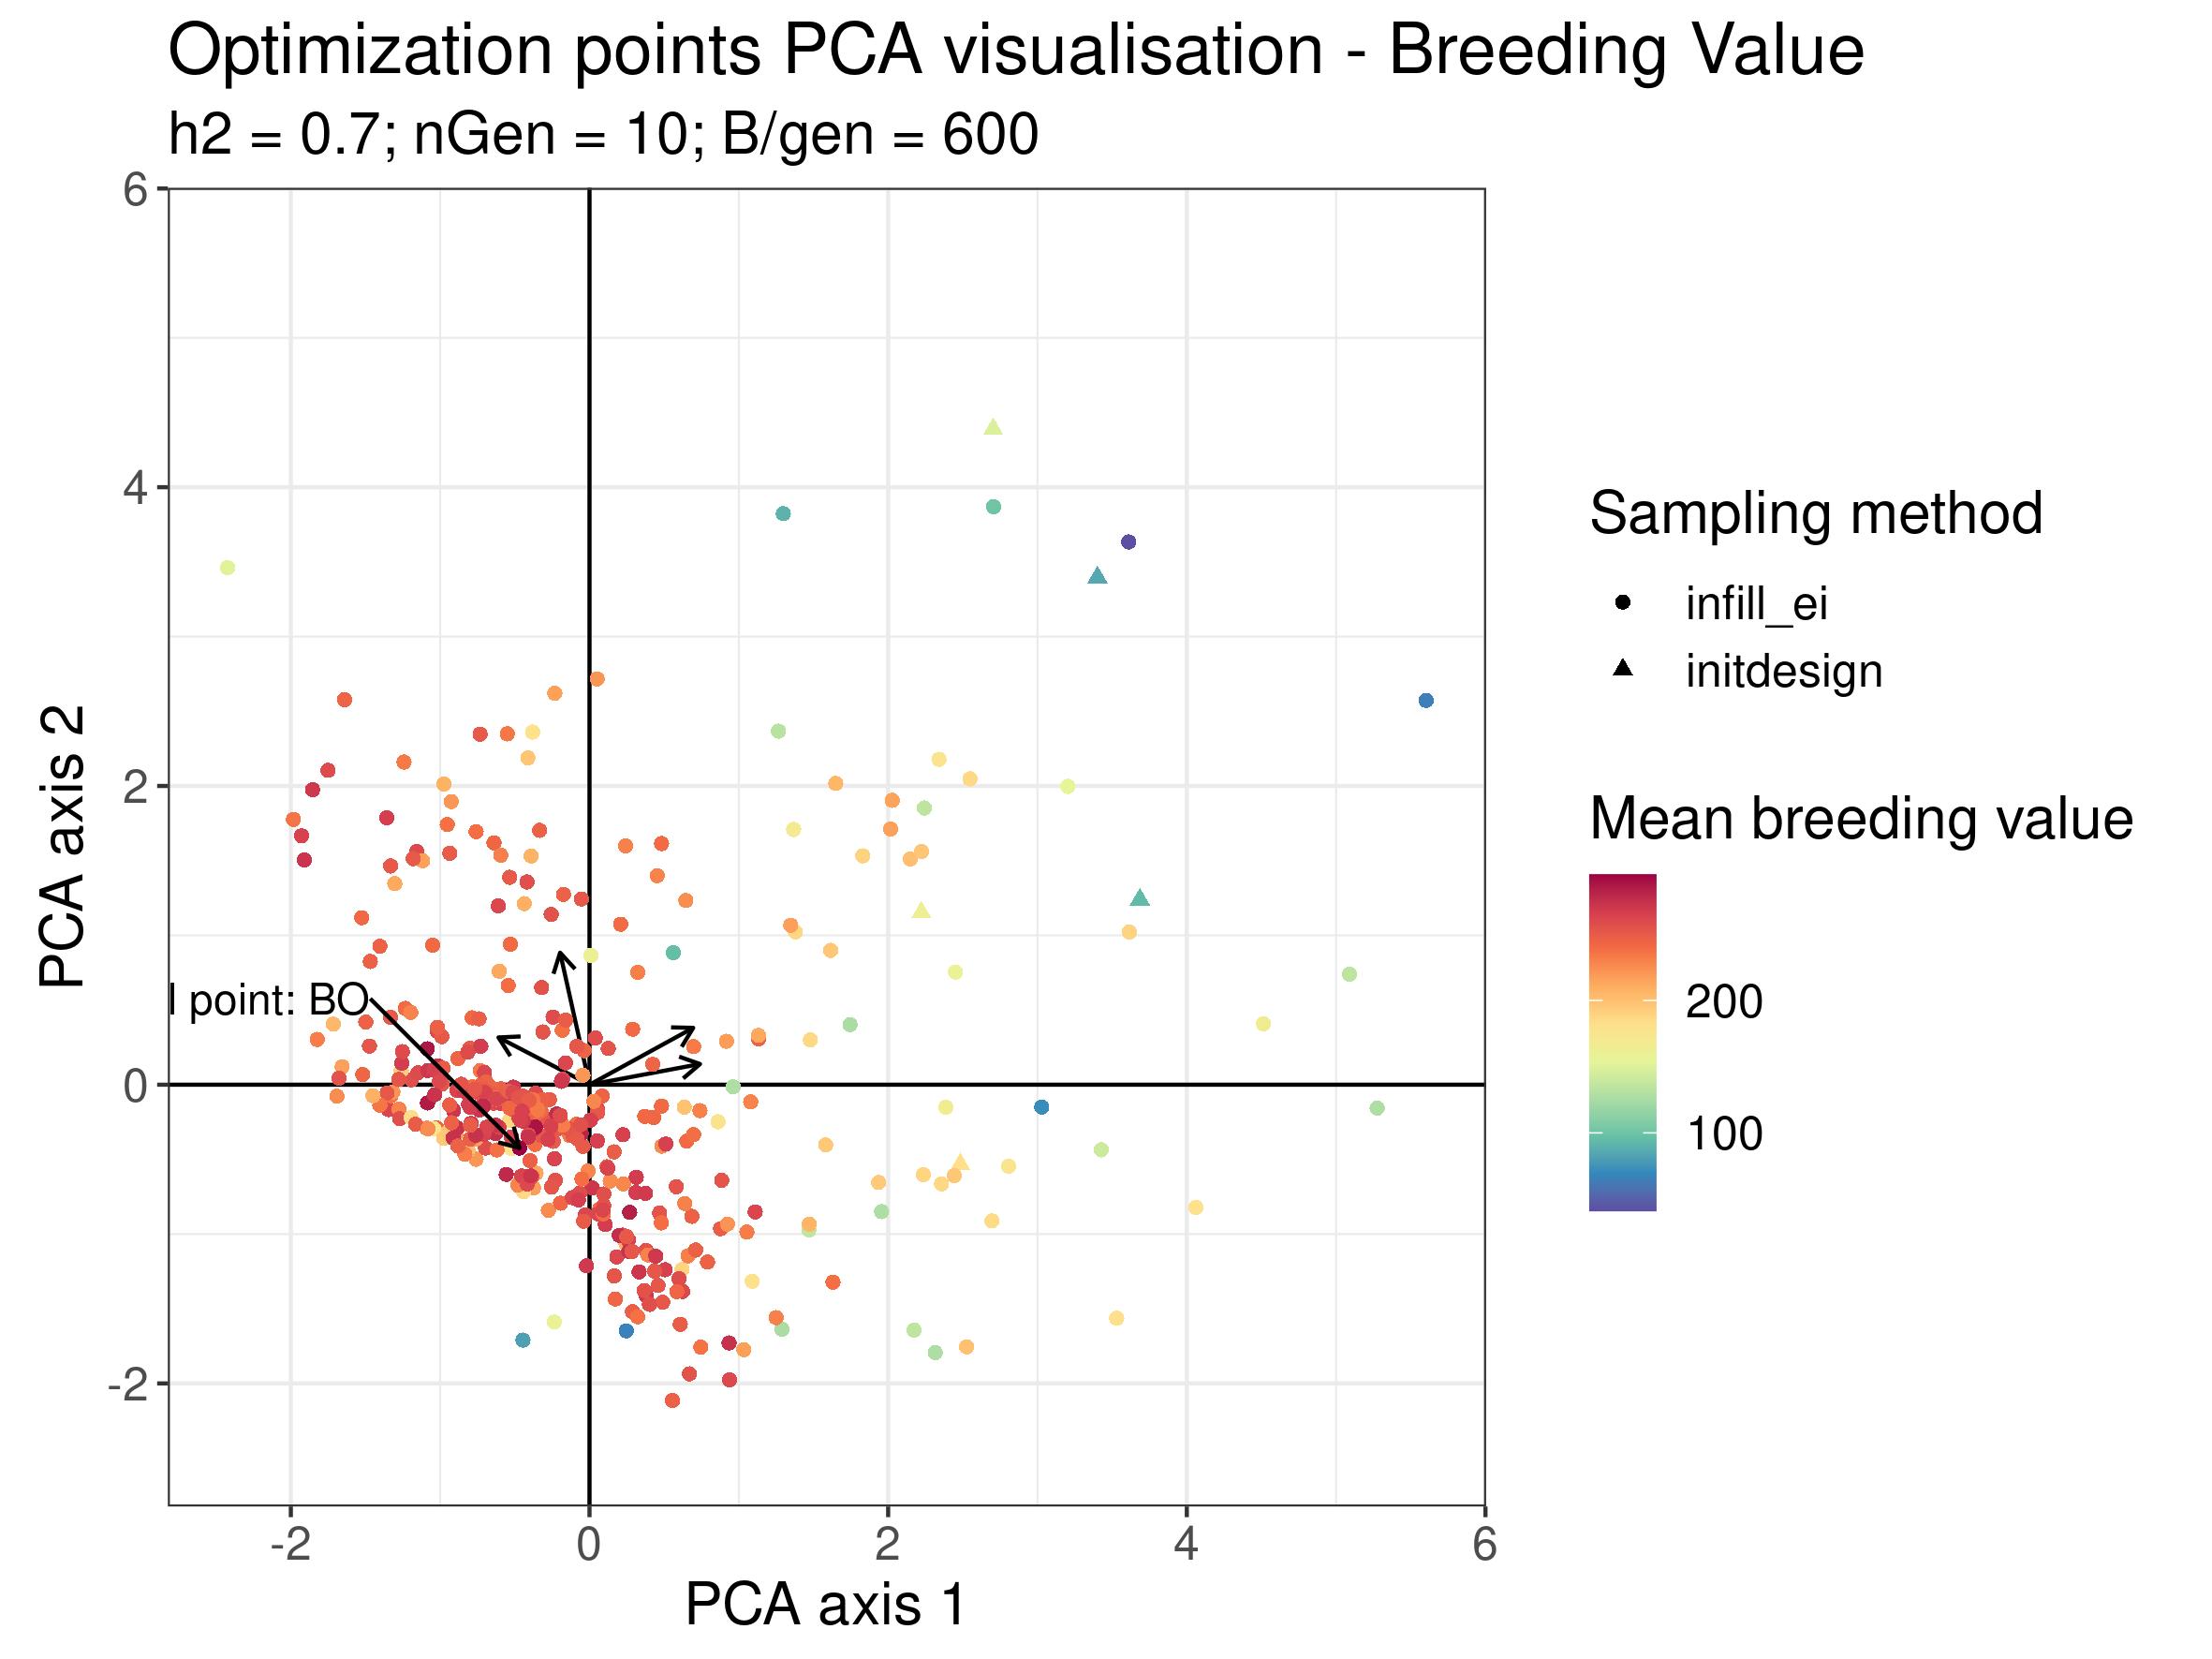 Optimization points PCA visualisation - Breeding Value
h2 = 0.7; nGen = 10; B/gen = 600
6
4
2
0
-2
PCA axis 2
point: BO
-2
0
2
4
6
PCA axis 1
Sampling method
infill_ei
initdesign
Mean breeding value
200
100